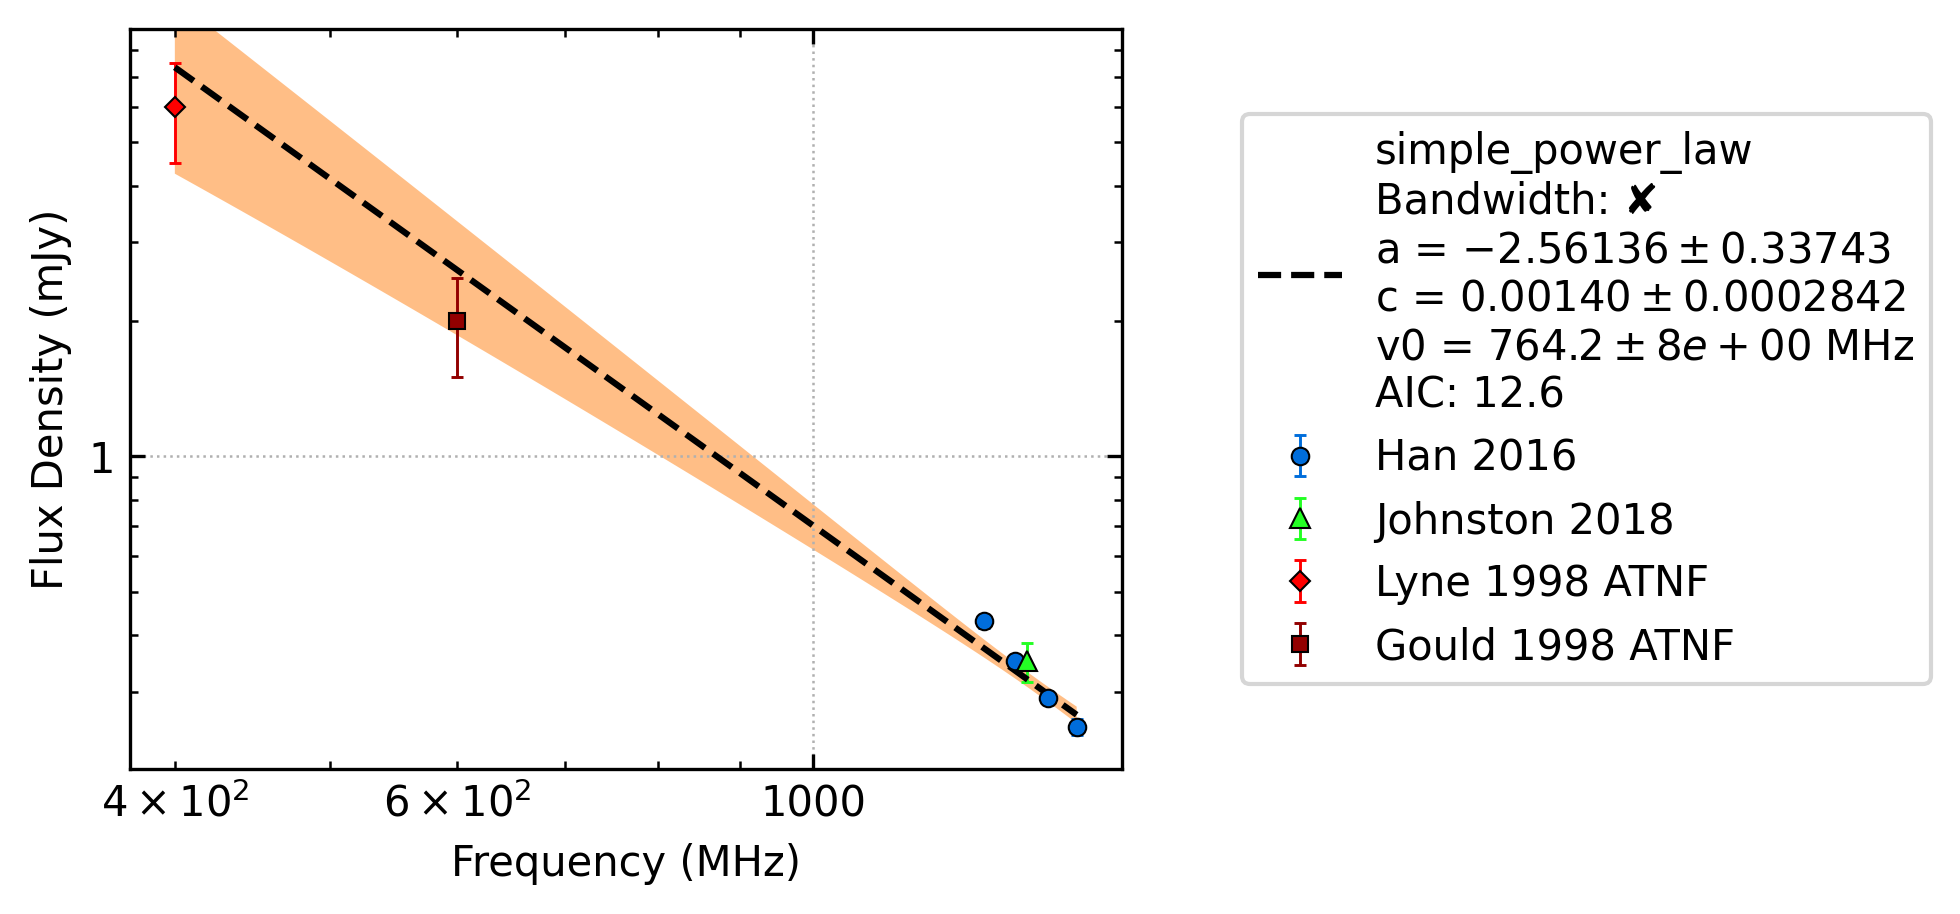 Flux Density (mJy)
1
4 × 10²
6 × 10²
1000
Frequency (MHz)
simple_power_law
Bandwidth: ✘
a = −2.56136 ± 0.33743
c = 0.00140 ± 0.0002842
v0 = 764.2 ± 8e + 00 MHz
AIC: 12.6
Han 2016
Johnston 2018
Lyne 1998 ATNF
Gould 1998 ATNF